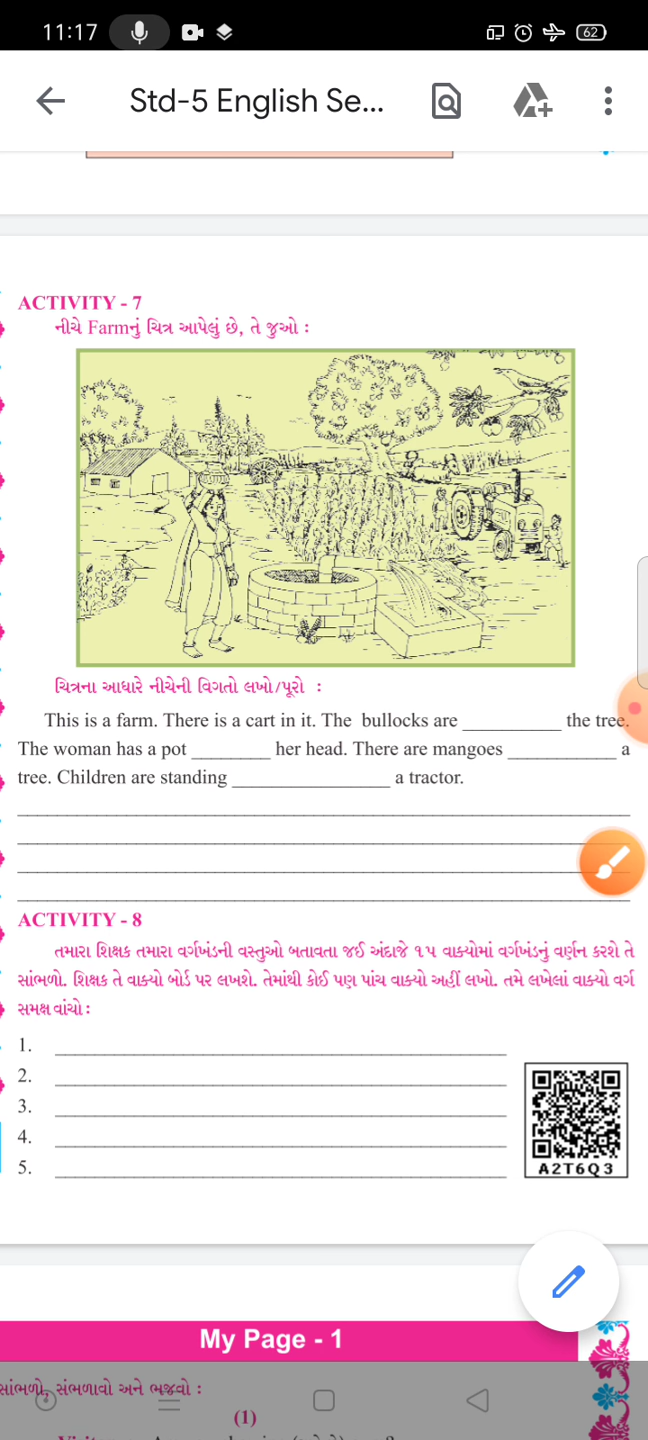 11:17
62
Std-5 English Se...
ACTIVITY - 7
નીચે Farmનું ચિત્ર આપેલું છે, તે જુઓ :
ચિત્રના આધારે નીચેની વિગતો લખો/પૂરો :
This is a farm. There is a cart in it. The bullocks are __________ the tree.
The woman has a pot ________ her head. There are mangoes ___________ a
tree. Children are standing ________________ a tractor.
ACTIVITY - 8
તમારા શિક્ષક તમારા વર્ગખંડની વસ્તુઓ બતાવતા જઈ અંદાજે ૧૫ વાક્યોમાં વર્ગખંડનું વર્ણન કરશે તે
સાંભળો. શિક્ષક તે વાક્યો બોર્ડ પર લખશે. તેમાંથી કોઈ પણ પાંચ વાક્યો અહીં લખો. તમે લખેલાં વાક્યો વર્ગ
સમક્ષ વાંચો :
1.
2.
3.
4.
5.
A2T6Q3
My Page - 1
સાંભળો, સંભળાવો અને ભજવો :
(1)